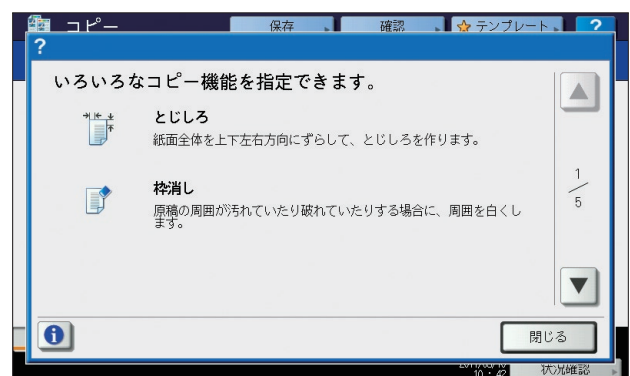 コピー
保存
確認
テンプレート
?
?
いろいろなコピー機能を指定できます。
とじしろ
紙面全体を上下左右方向にずらして、とじしろを作ります。
枠消し
原稿の周囲が汚れていたり破れていたりする場合に、周囲を白くし
ます。
1
5
閉じる
状況確認